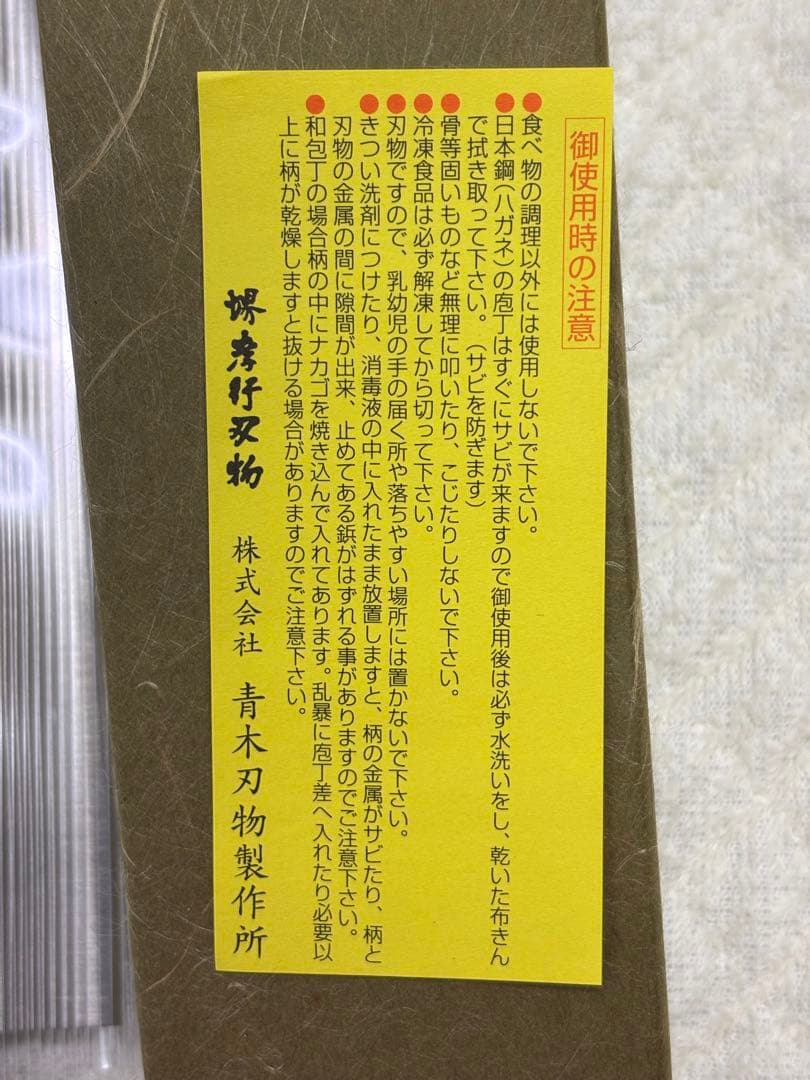 御使用時の注意
●食べ物の調理以外には使用しないで下さい。
●日本鋼(ハガネ)の庖丁はすぐにサビが来ますので御使用後は必ず水洗いをし、乾いた布きん
で拭き取って下さい。(サビを防ぎます)
●骨等固いものなど無理に叩いたり、こじたりしないで下さい。
●冷凍食品は必ず解凍してから切って下さい。
●刃物ですので、乳幼児の手の届く所や落ちやすい場所には置かないで下さい。
●きつい洗剤につけたり、消毒液の中に入れたまま放置しますと、柄の金属がサビたり、柄と
刃物の金属の間に隙間が出来、止めてある鋲がはずれる事がありますのでご注意下さい。
●和包丁の場合柄の中にナカゴを焼き込んで入れてあります。乱暴に庖丁差へ入れたり必要以
上に柄が乾燥しますと抜ける場合がありますのでご注意下さい。
堺孝行刃物 株式会社 青木刃物製作所